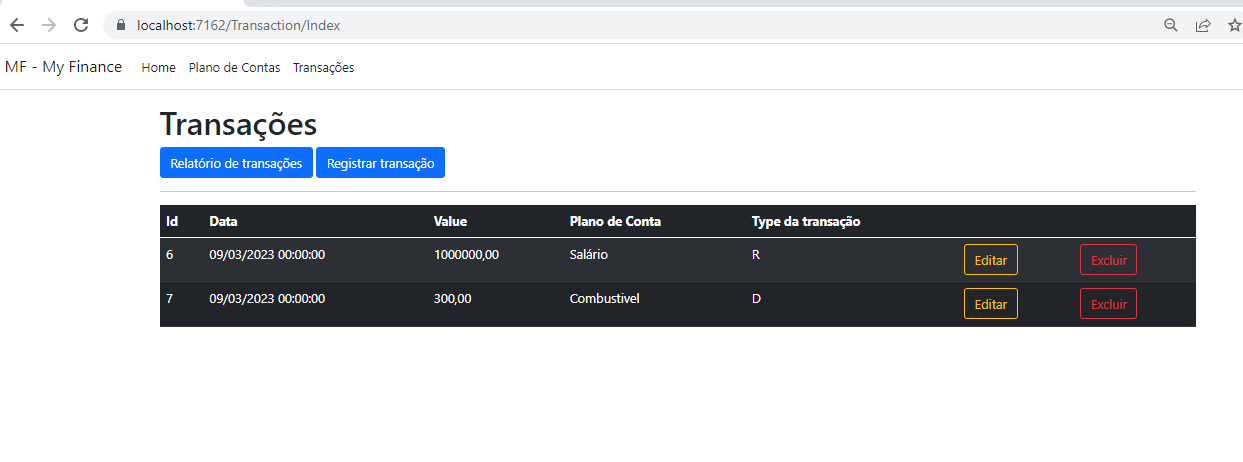 localhost:7162/Transaction/Index
MF - My Finance Home Plano de Contas Transações
Transações
Relatório de transações Registrar transação
Id Data Value Plano de Conta Type da transação
6 09/03/2023 00:00:00 1000000,00 Salário R Editar Excluir
7 09/03/2023 00:00:00 300,00 Combustivel D Editar Excluir